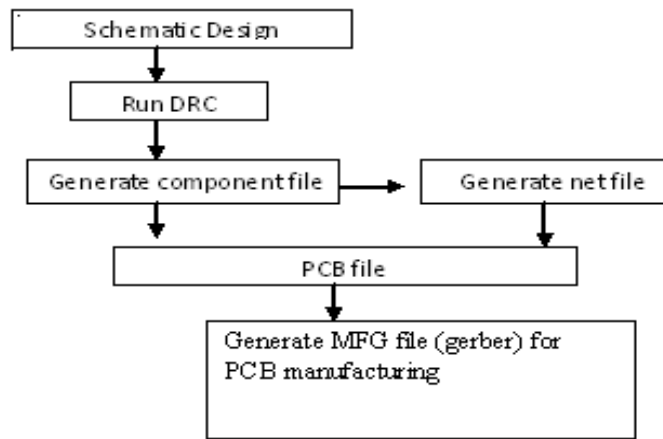 Schematic Design
Run DRC
Generate component file
Generate net file
PCB file
Generate MFG file (gerber) for
PCB manufacturing